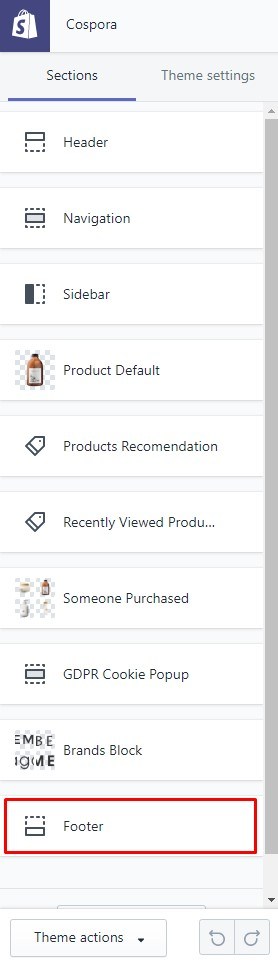 Cospora
Sections Theme settings
Header
Navigation
Sidebar
Product Default
Products Recomendation
Recently Viewed Produ...
Someone Purchased
GDPR Cookie Popup
EMBE
agOME
Brands Block
Footer
Theme actions